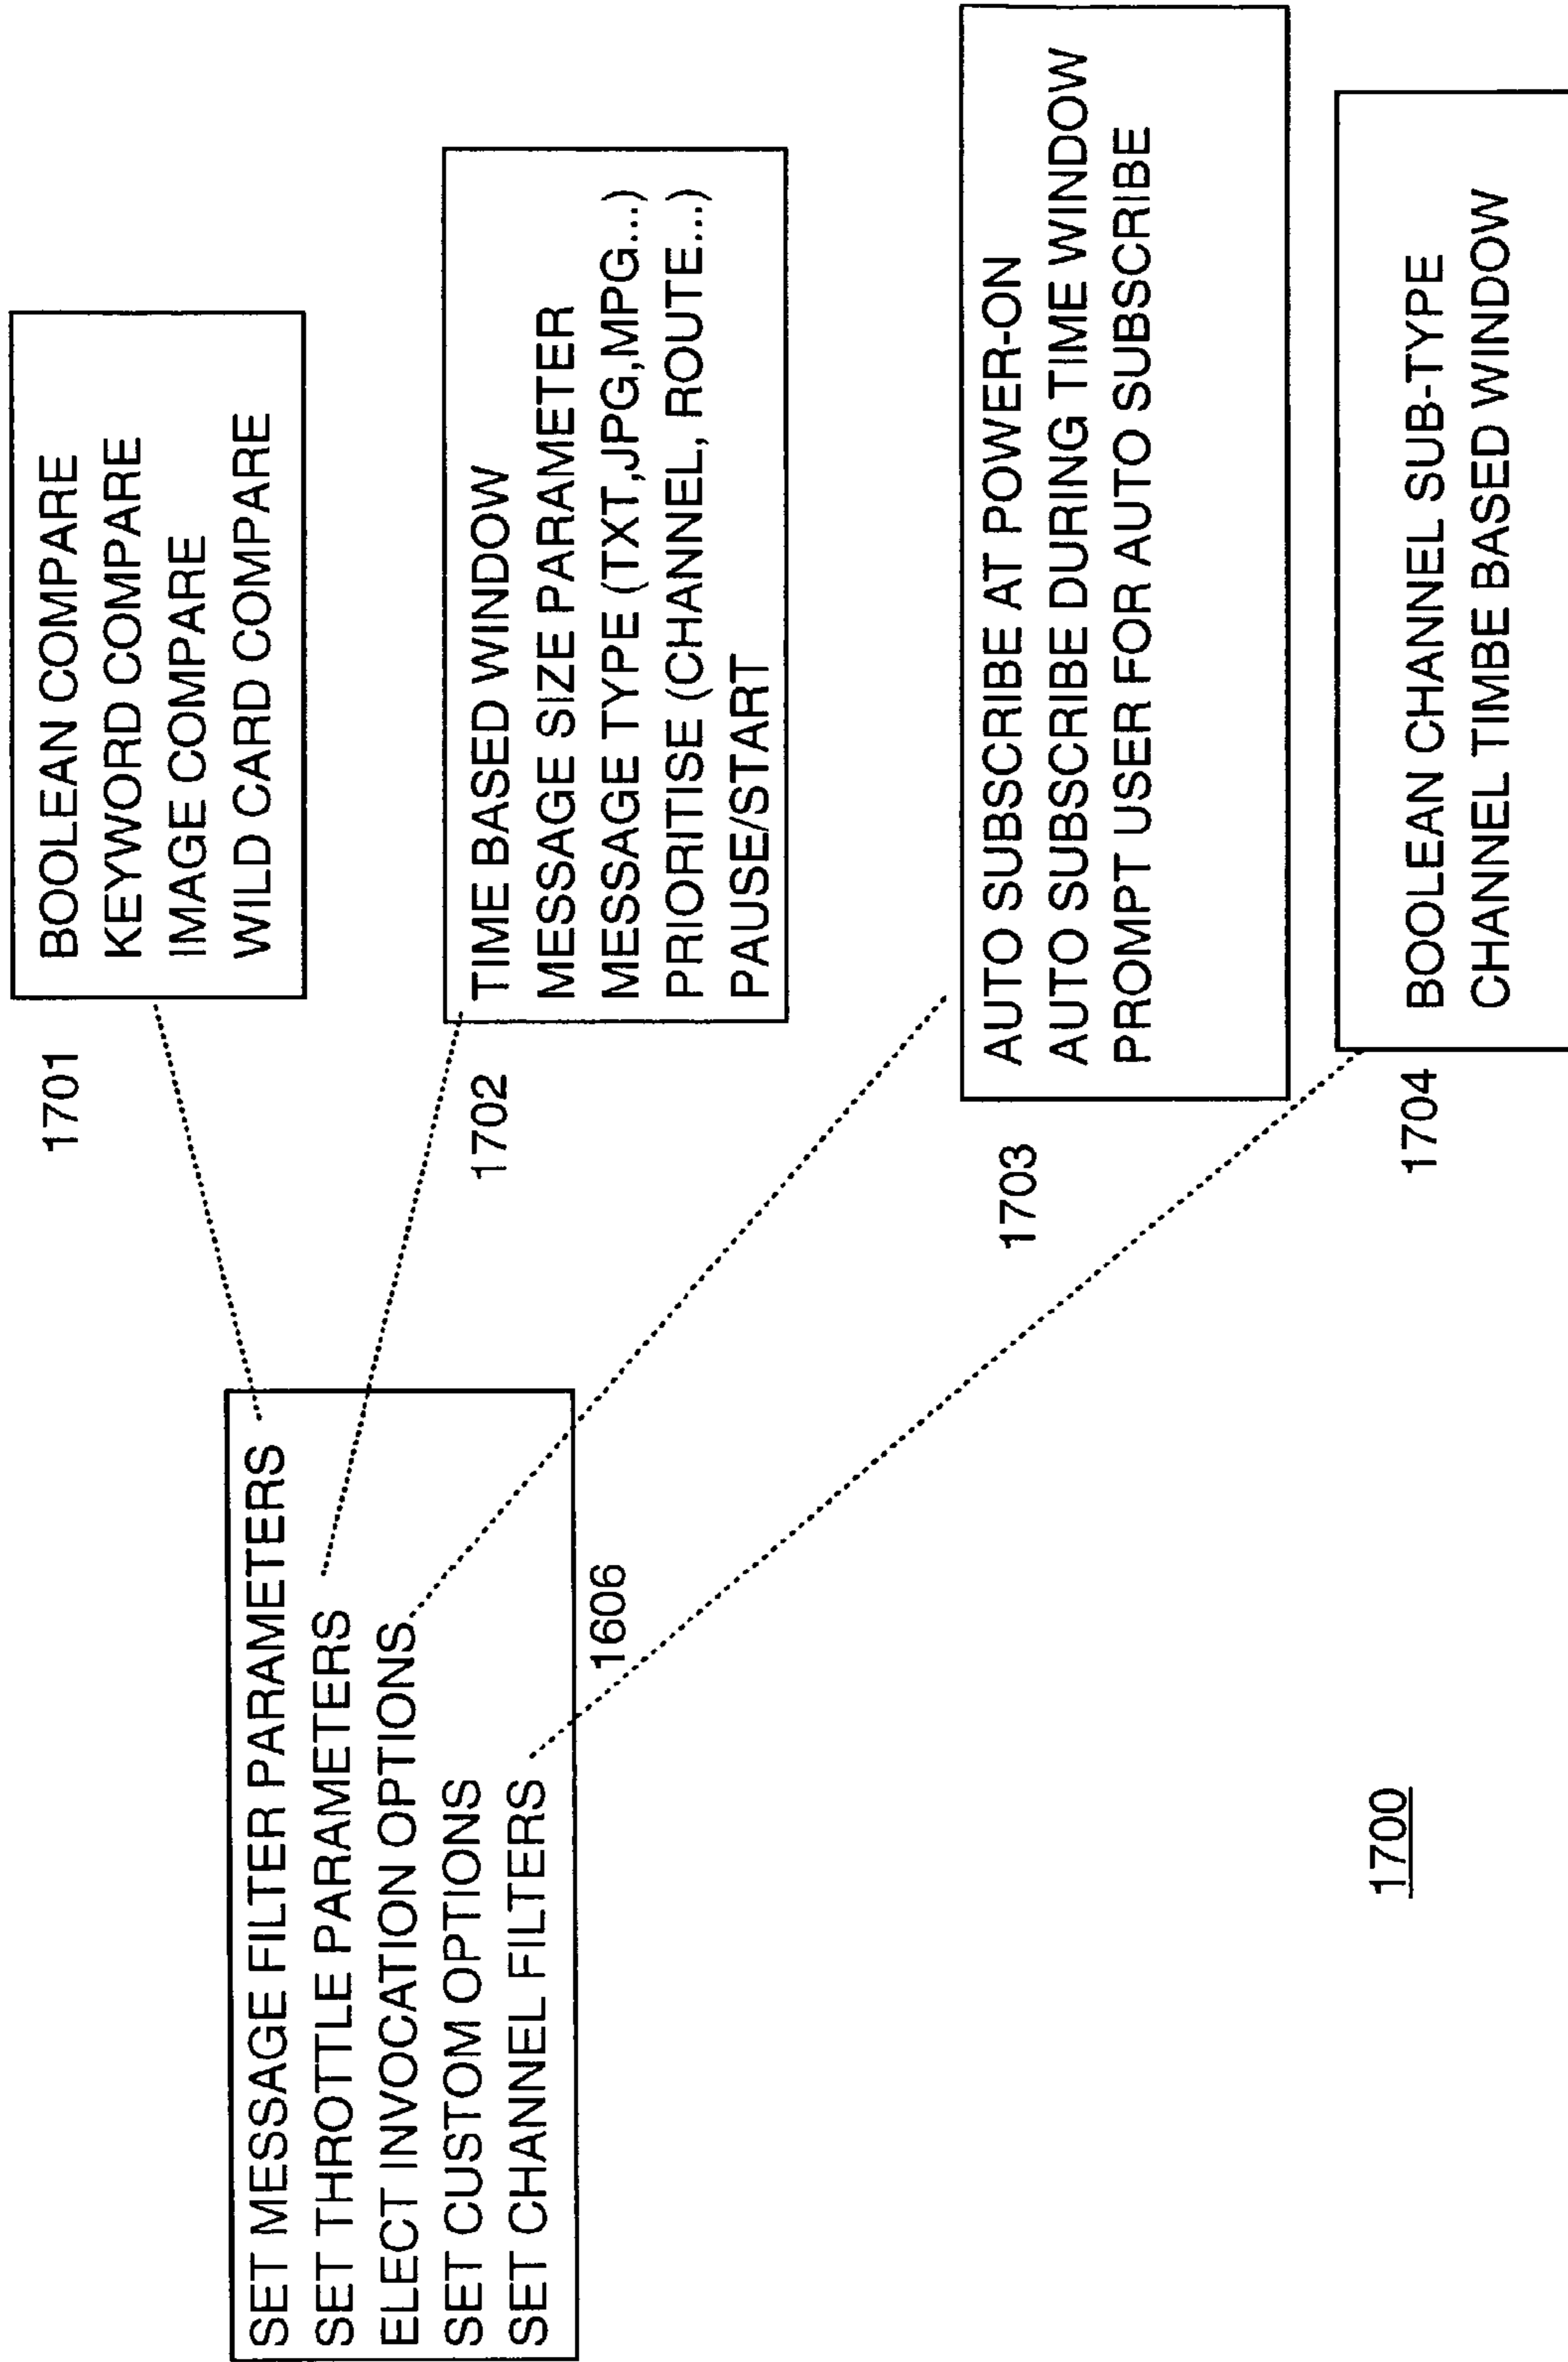 SET MESSAGE FILTER PARAMETERS
SET THROTTLE PARAMETERS
ELECT INVOCATION OPTIONS
SET CUSTOM OPTIONS
SET CHANNEL FILTERS
1606
1701
BOOLEAN COMPARE
KEYWORD COMPARE
IMAGE COMPARE
WILD CARD COMPARE
1702
TIME BASED WINDOW
MESSAGE SIZE PARAMETER
MESSAGE TYPE (TXT,JPG,MPG...)
PRIORITISE (CHANNEL, ROUTE...)
PAUSE/START
1703
AUTO SUBSCRIBE AT POWER-ON
AUTO SUBSCRIBE DURING TIME WINDOW
PROMPT USER FOR AUTO SUBSCRIBE
1704
BOOLEAN CHANNEL SUB-TYPE
CHANNEL TIMBE BASED WINDOW
1700